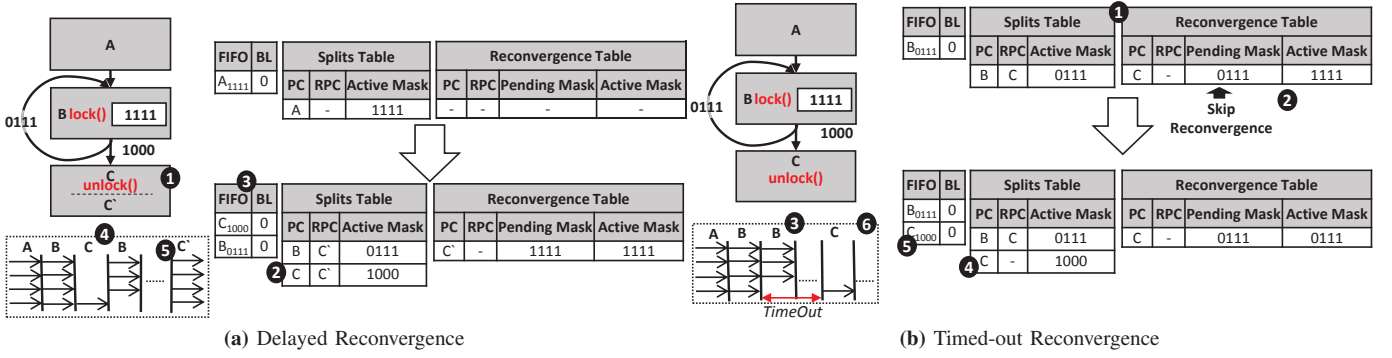 A
B lock() 1111
0111
1000
C
unlock()
C`
1
4
A B C B C`
5
......
FIFO BL
A1111 0
Splits Table
PC RPC Active Mask
A - 1111
Reconvergence Table
PC RPC Pending Mask Active Mask
- - - -
3
FIFO BL
C1000 0
B0111 0
Splits Table
PC RPC Active Mask
B C` 0111
2
C C` 1000
Reconvergence Table
PC RPC Pending Mask Active Mask
C` - 1111 1111
(a) Delayed Reconvergence
A
B lock() 1111
0111
1000
C
unlock()
A B B 3 C 6
...... ......
TimeOut
FIFO BL
B0111 0
1
Splits Table
PC RPC Active Mask
B C 0111
Reconvergence Table
PC RPC Pending Mask Active Mask
C - 0111 1111
2
Skip
Reconvergence
FIFO BL
B0111 0
C1000 0
5
Splits Table
PC RPC Active Mask
B C 0111
4
C - 1000
Reconvergence Table
PC RPC Pending Mask Active Mask
C - 0111 0111
(b) Timed-out Reconvergence